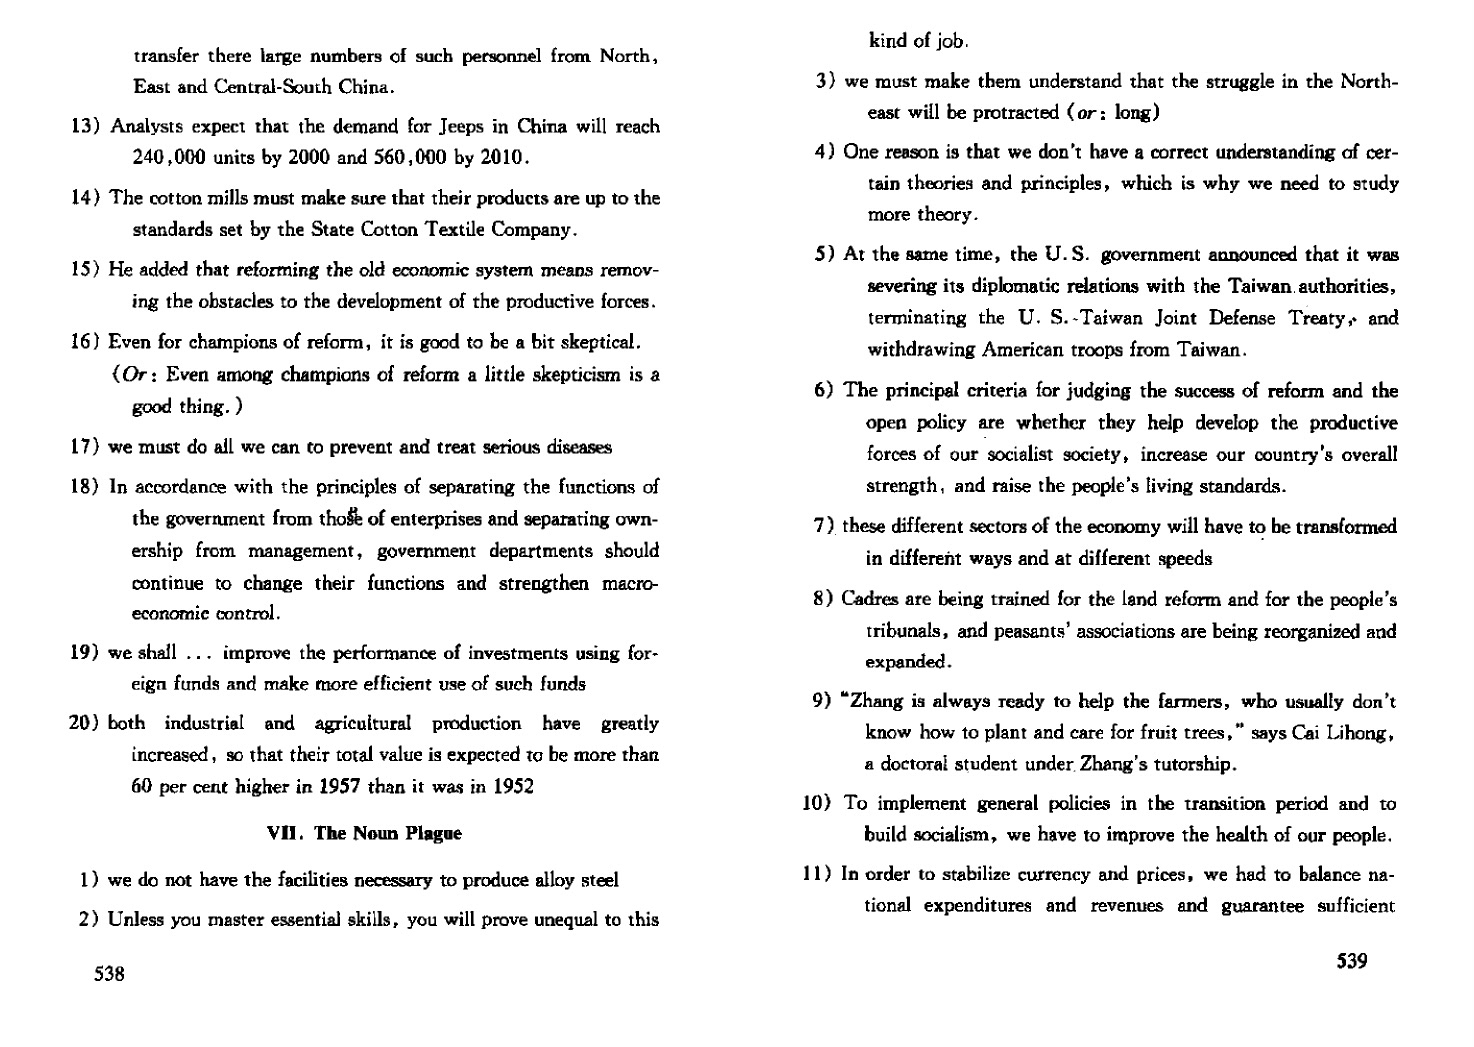 transfer there large numbers of such personnel from North,
East and Central-South China.
13) Analysts expect that the demand for Jeeps in China will reach
240,000 units by 2000 and 560,000 by 2010.
14) The cotton mills must make sure that their products are up to the
standards set by the State Cotton Textile Company.
15) He added that reforming the old economic system means remov-
ing the obstacles to the development of the productive forces.
16) Even for champions of reform, it is good to be a bit skeptical.
(Or: Even among champions of reform a little skepticism is a
good thing.)
17) we must do all we can to prevent and treat serious diseases
18) In accordance with the principles of separating the functions of
the government from those of enterprises and separating own-
ership from management, government departments should
continue to change their functions and strengthen macro-
economic control.
19) we shall ... improve the performance of investments using for-
eign funds and make more efficient use of such funds
20) both industrial and agricultural production have greatly
increased, so that their total value is expected to be more than
60 per cent higher in 1957 than it was in 1952
VII. The Noun Plague
1) we do not have the facilities necessary to produce alloy steel
2) Unless you master essential skills, you will prove unequal to this
538
kind of job.
3) we must make them understand that the struggle in the North-
east will be protracted (or: long)
4) One reason is that we don't have a correct understanding of cer-
tain theories and principles, which is why we need to study
more theory.
5) At the same time, the U.S. government announced that it was
severing its diplomatic relations with the Taiwan authorities,
terminating the U. S.-Taiwan Joint Defense Treaty, and
withdrawing American troops from Taiwan.
6) The principal criteria for judging the success of reform and the
open policy are whether they help develop the productive
forces of our socialist society, increase our country's overall
strength, and raise the people's living standards.
7) these different sectors of the economy will have to be transformed
in different ways and at different speeds
8) Cadres are being trained for the land reform and for the people's
tribunals, and peasants' associations are being reorganized and
expanded.
9) "Zhang is always ready to help the farmers, who usually don't
know how to plant and care for fruit trees," says Cai Lihong,
a doctoral student under Zhang's tutorship.
10) To implement general policies in the transition period and to
build socialism, we have to improve the health of our people.
11) In order to stabilize currency and prices, we had to balance na-
tional expenditures and revenues and guarantee sufficient
539